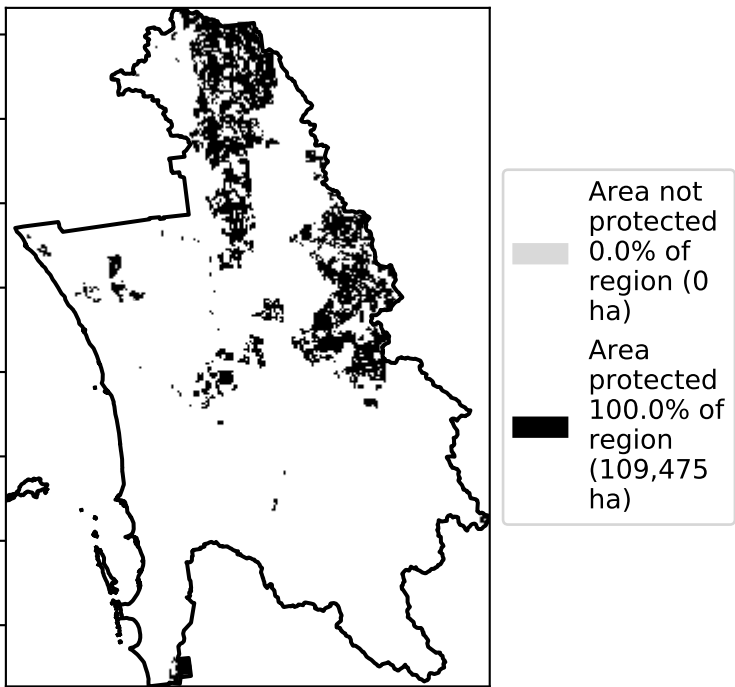 Area not
protected
0.0% of
region (0
ha)
Area
protected
100.0% of
region
(109,475
ha)